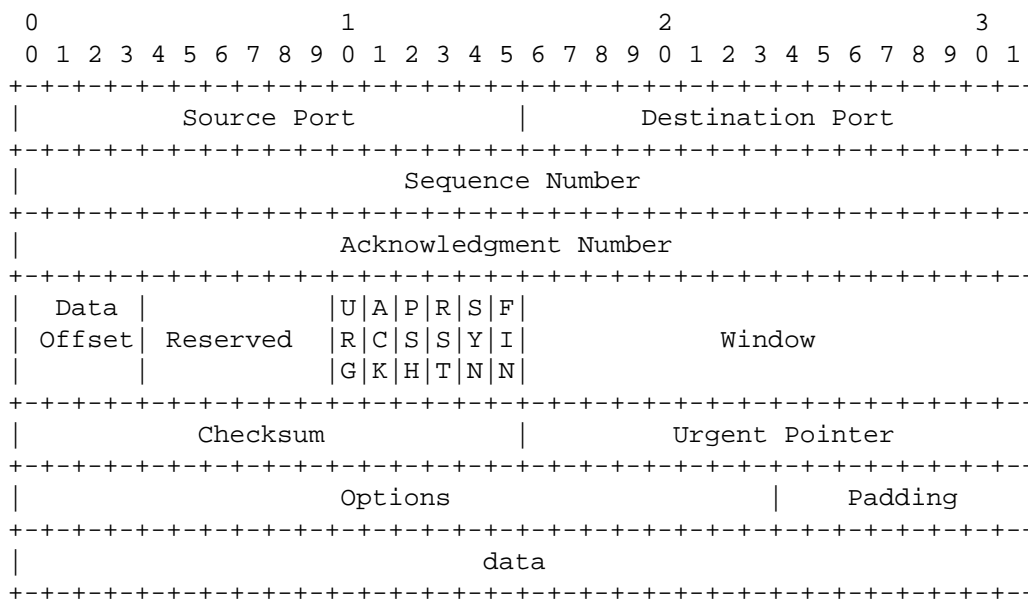 0                   1                   2                   3
0 1 2 3 4 5 6 7 8 9 0 1 2 3 4 5 6 7 8 9 0 1 2 3 4 5 6 7 8 9 0 1
+-+-+-+-+-+-+-+-+-+-+-+-+-+-+-+-+-+-+-+-+-+-+-+-+-+-+-+-+-+-+-+--
|          Source Port          |       Destination Port
+-+-+-+-+-+-+-+-+-+-+-+-+-+-+-+-+-+-+-+-+-+-+-+-+-+-+-+-+-+-+-+--
|                        Sequence Number
+-+-+-+-+-+-+-+-+-+-+-+-+-+-+-+-+-+-+-+-+-+-+-+-+-+-+-+-+-+-+-+--
|                    Acknowledgment Number
+-+-+-+-+-+-+-+-+-+-+-+-+-+-+-+-+-+-+-+-+-+-+-+-+-+-+-+-+-+-+-+--
|  Data |           |U|A|P|R|S|F|
| Offset| Reserved  |R|C|S|S|Y|I|            Window
|       |           |G|K|H|T|N|N|
+-+-+-+-+-+-+-+-+-+-+-+-+-+-+-+-+-+-+-+-+-+-+-+-+-+-+-+-+-+-+-+--
|           Checksum            |         Urgent Pointer
+-+-+-+-+-+-+-+-+-+-+-+-+-+-+-+-+-+-+-+-+-+-+-+-+-+-+-+-+-+-+-+--
|                    Options                    |    Padding
+-+-+-+-+-+-+-+-+-+-+-+-+-+-+-+-+-+-+-+-+-+-+-+-+-+-+-+-+-+-+-+--
|                             data
+-+-+-+-+-+-+-+-+-+-+-+-+-+-+-+-+-+-+-+-+-+-+-+-+-+-+-+-+-+-+-+--